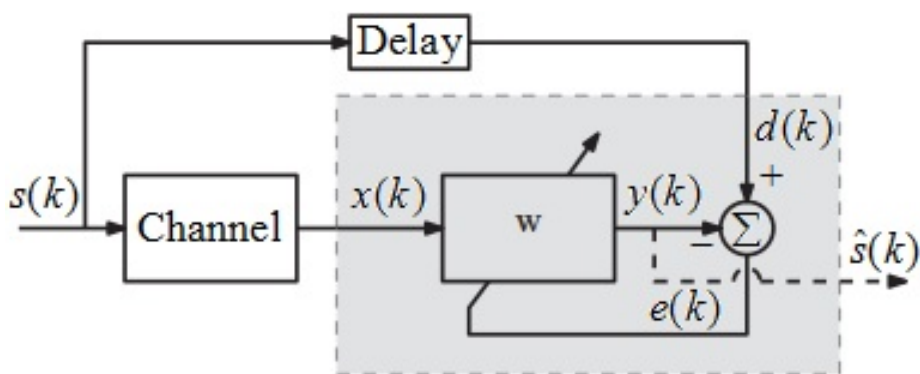 Delay
d(k)
+
s(k)
Channel
x(k)
w
y(k)
−
Σ
ŝ(k)
e(k)